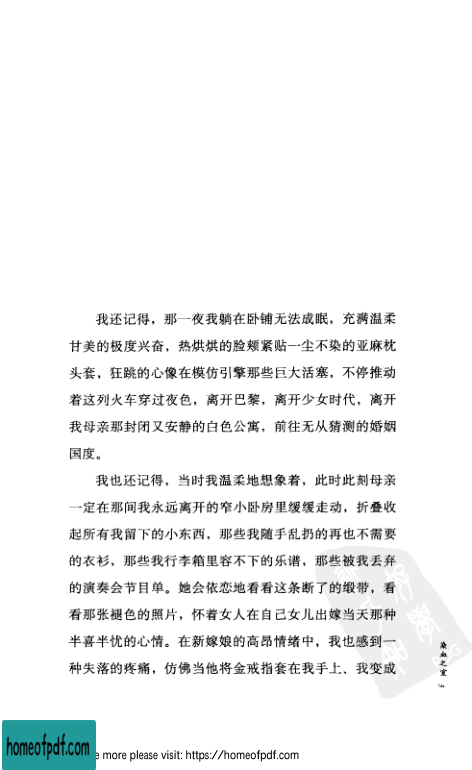 我还记得，那一夜我躺在卧铺无法成眠，充满温柔
甘美的极度兴奋，热烘烘的脸颊紧贴一尘不染的亚麻枕
头套，狂跳的心像在模仿引擎那些巨大活塞，不停推动
着这列火车穿过夜色，离开巴黎，离开少女时代，离开
我母亲那封闭又安静的白色公寓，前往无从猜测的婚姻
国度。
我也还记得，当时我温柔地想象着，此时此刻母亲
一定在那间我永远离开的窄小卧房里缓缓走动，折叠收
起所有我留下的小东西，那些我随手乱扔的再也不需要
的衣衫，那些我行李箱里容不下的乐谱，那些被我丢弃
的演奏会节目单。她会依恋地看看这条断了的缎带，看
看那张褪色的照片，怀着女人在自己女儿出嫁当天那种
半喜半忧的心情。在新嫁娘的高昂情绪中，我也感到一
种失落的疼痛，仿佛当他将金戒指套在我手上、我变成
染血之室
homeofpdf.com
e more please visit: https://homeofpdf.com